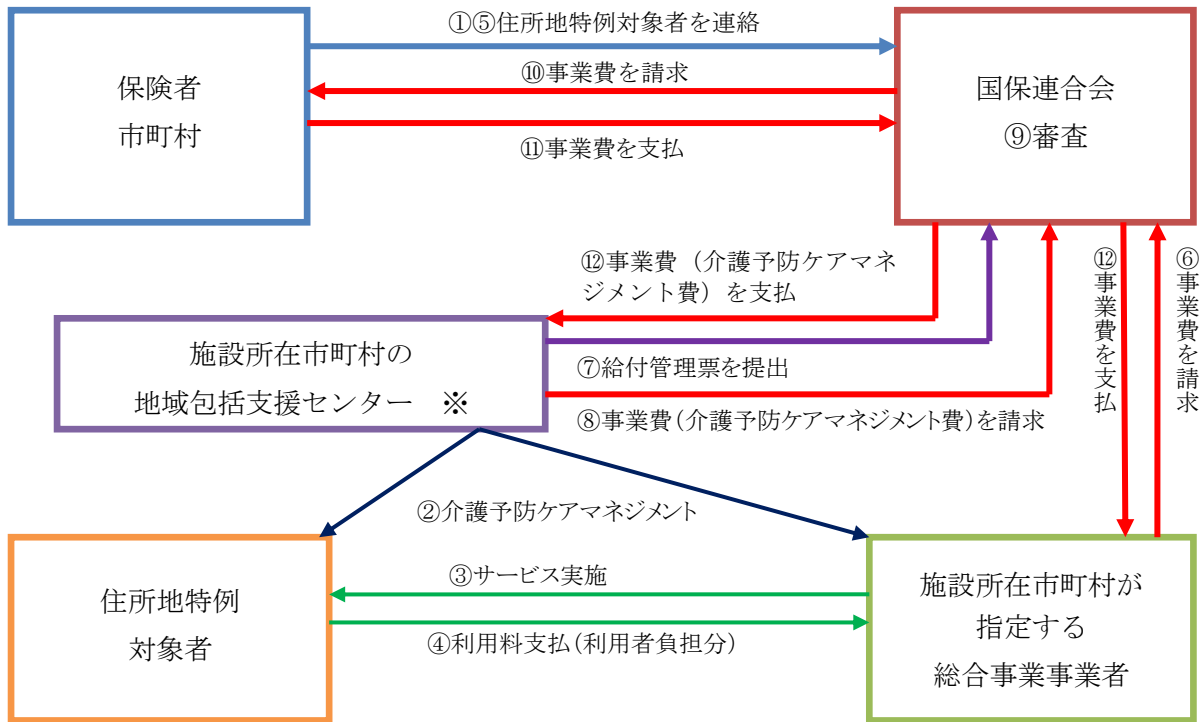 ①⑤住所地特例対象者を連絡
保険者
市町村
⑩事業費を請求
⑪事業費を支払
国保連合会
⑨審査
⑫事業費（介護予防ケアマネ
ジメント費）を支払
⑫事業費を支払
⑥事業費を請求
施設所在市町村の
地域包括支援センター　※
⑦給付管理票を提出
⑧事業費(介護予防ケアマネジメント費)を請求
②介護予防ケアマネジメント
住所地特例
対象者
③サービス実施
④利用料支払(利用者負担分)
施設所在市町村が
指定する
総合事業事業者